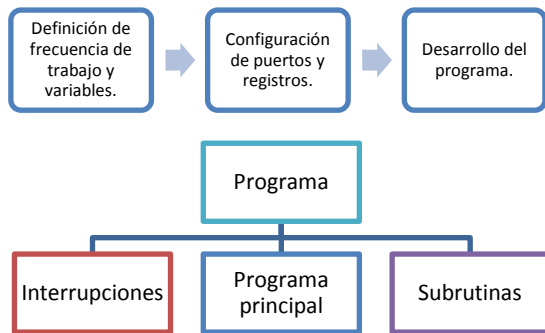 Definición de
frecuencia de
trabajo y
variables.
Configuración
de puertos y
registros.
Desarrollo del
programa.
Programa
Interrupciones
Programa
principal
Subrutinas